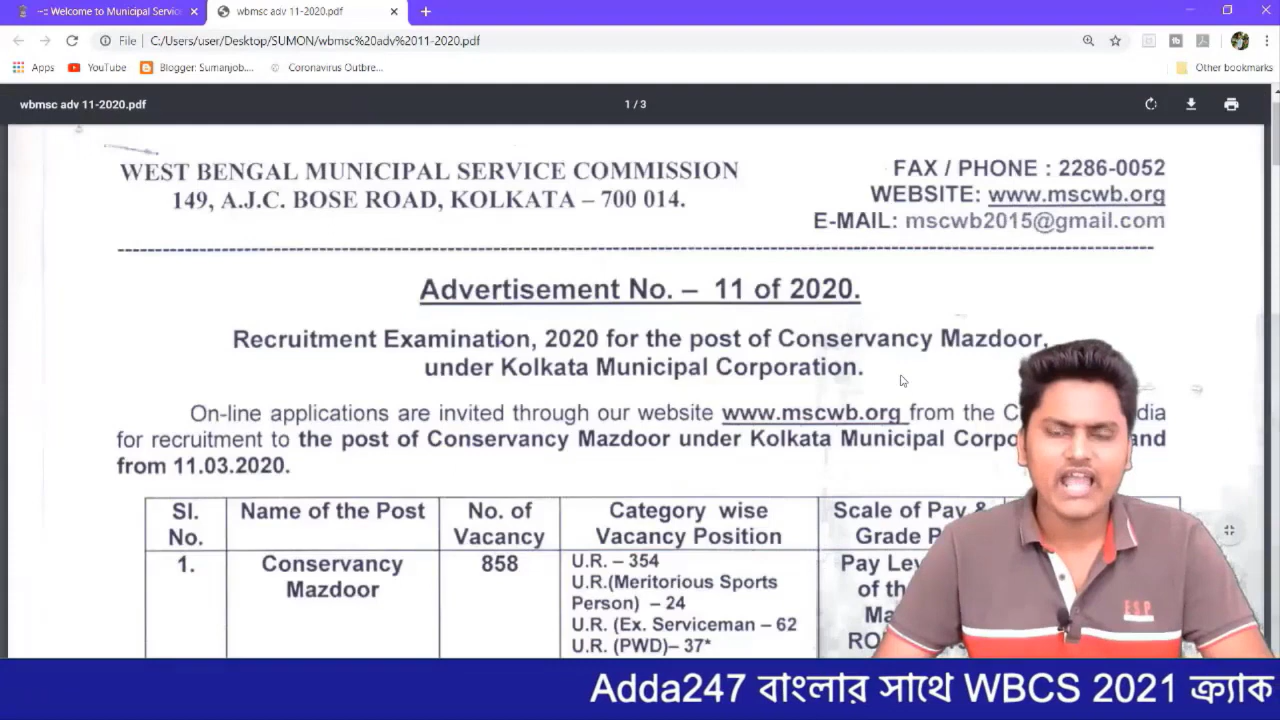 -:: Welcome to Municipal Servic
wbmsc adv 11-2020.pdf
File
C:/Users/user/Desktop/SUMON/wbmsc%20adv%2011-2020.pdf
Apps
YouTube
Blogger: Sumanjob....
Coronavirus Outbre...
Other bookmarks
wbmsc adv 11-2020.pdf
1 / 3
WEST BENGAL MUNICIPAL SERVICE COMMISSION
149, A.J.C. BOSE ROAD, KOLKATA – 700 014.
FAX / PHONE : 2286-0052
WEBSITE: www.mscwb.org
E-MAIL: mscwb2015@gmail.com
Advertisement No. – 11 of 2020.
Recruitment Examination, 2020 for the post of Conservancy Mazdoor,
under Kolkata Municipal Corporation.
On-line applications are invited through our website www.mscwb.org from the
for recruitment to the post of Conservancy Mazdoor under Kolkata Municipal and
from 11.03.2020.
Sl. No.
Name of the Post
No. of Vacancy
Category wise Vacancy Position
Scale of Pay &
Grade
1.
Conservancy Mazdoor
858
U.R. – 354
U.R.(Meritorious Sports
Person) – 24
U.R. (Ex. Serviceman – 62
U.R. (PWD)– 37*
Pay
of
ESP
Adda247 বাংলার সাথে WBCS 2021 ক্র্যাক